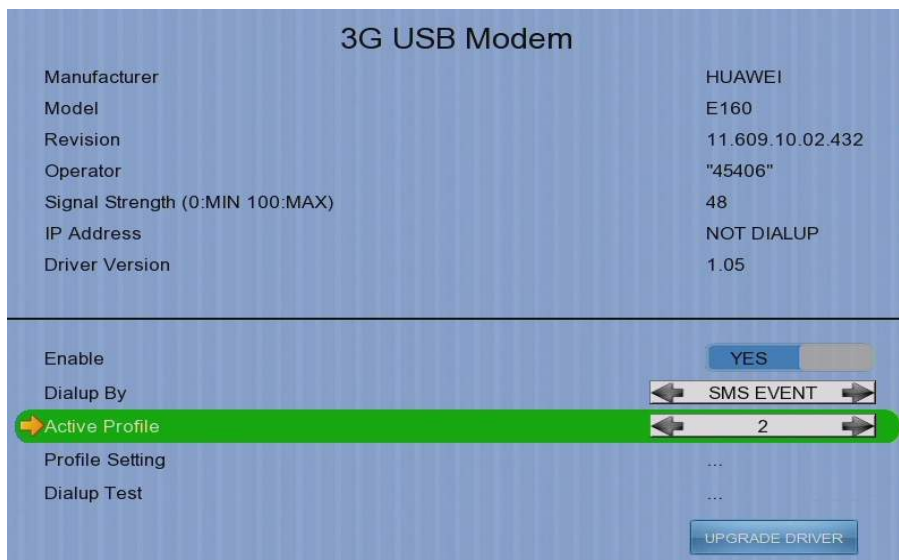 3G USB Modem
Manufacturer HUAWEI
Model E160
Revision 11.609.10.02.432
Operator "45406"
Signal Strength (0:MIN 100:MAX) 48
IP Address NOT DIALUP
Driver Version 1.05
Enable YES
Dialup By SMS EVENT
Active Profile 2
Profile Setting ...
Dialup Test ...
UPGRADE DRIVER